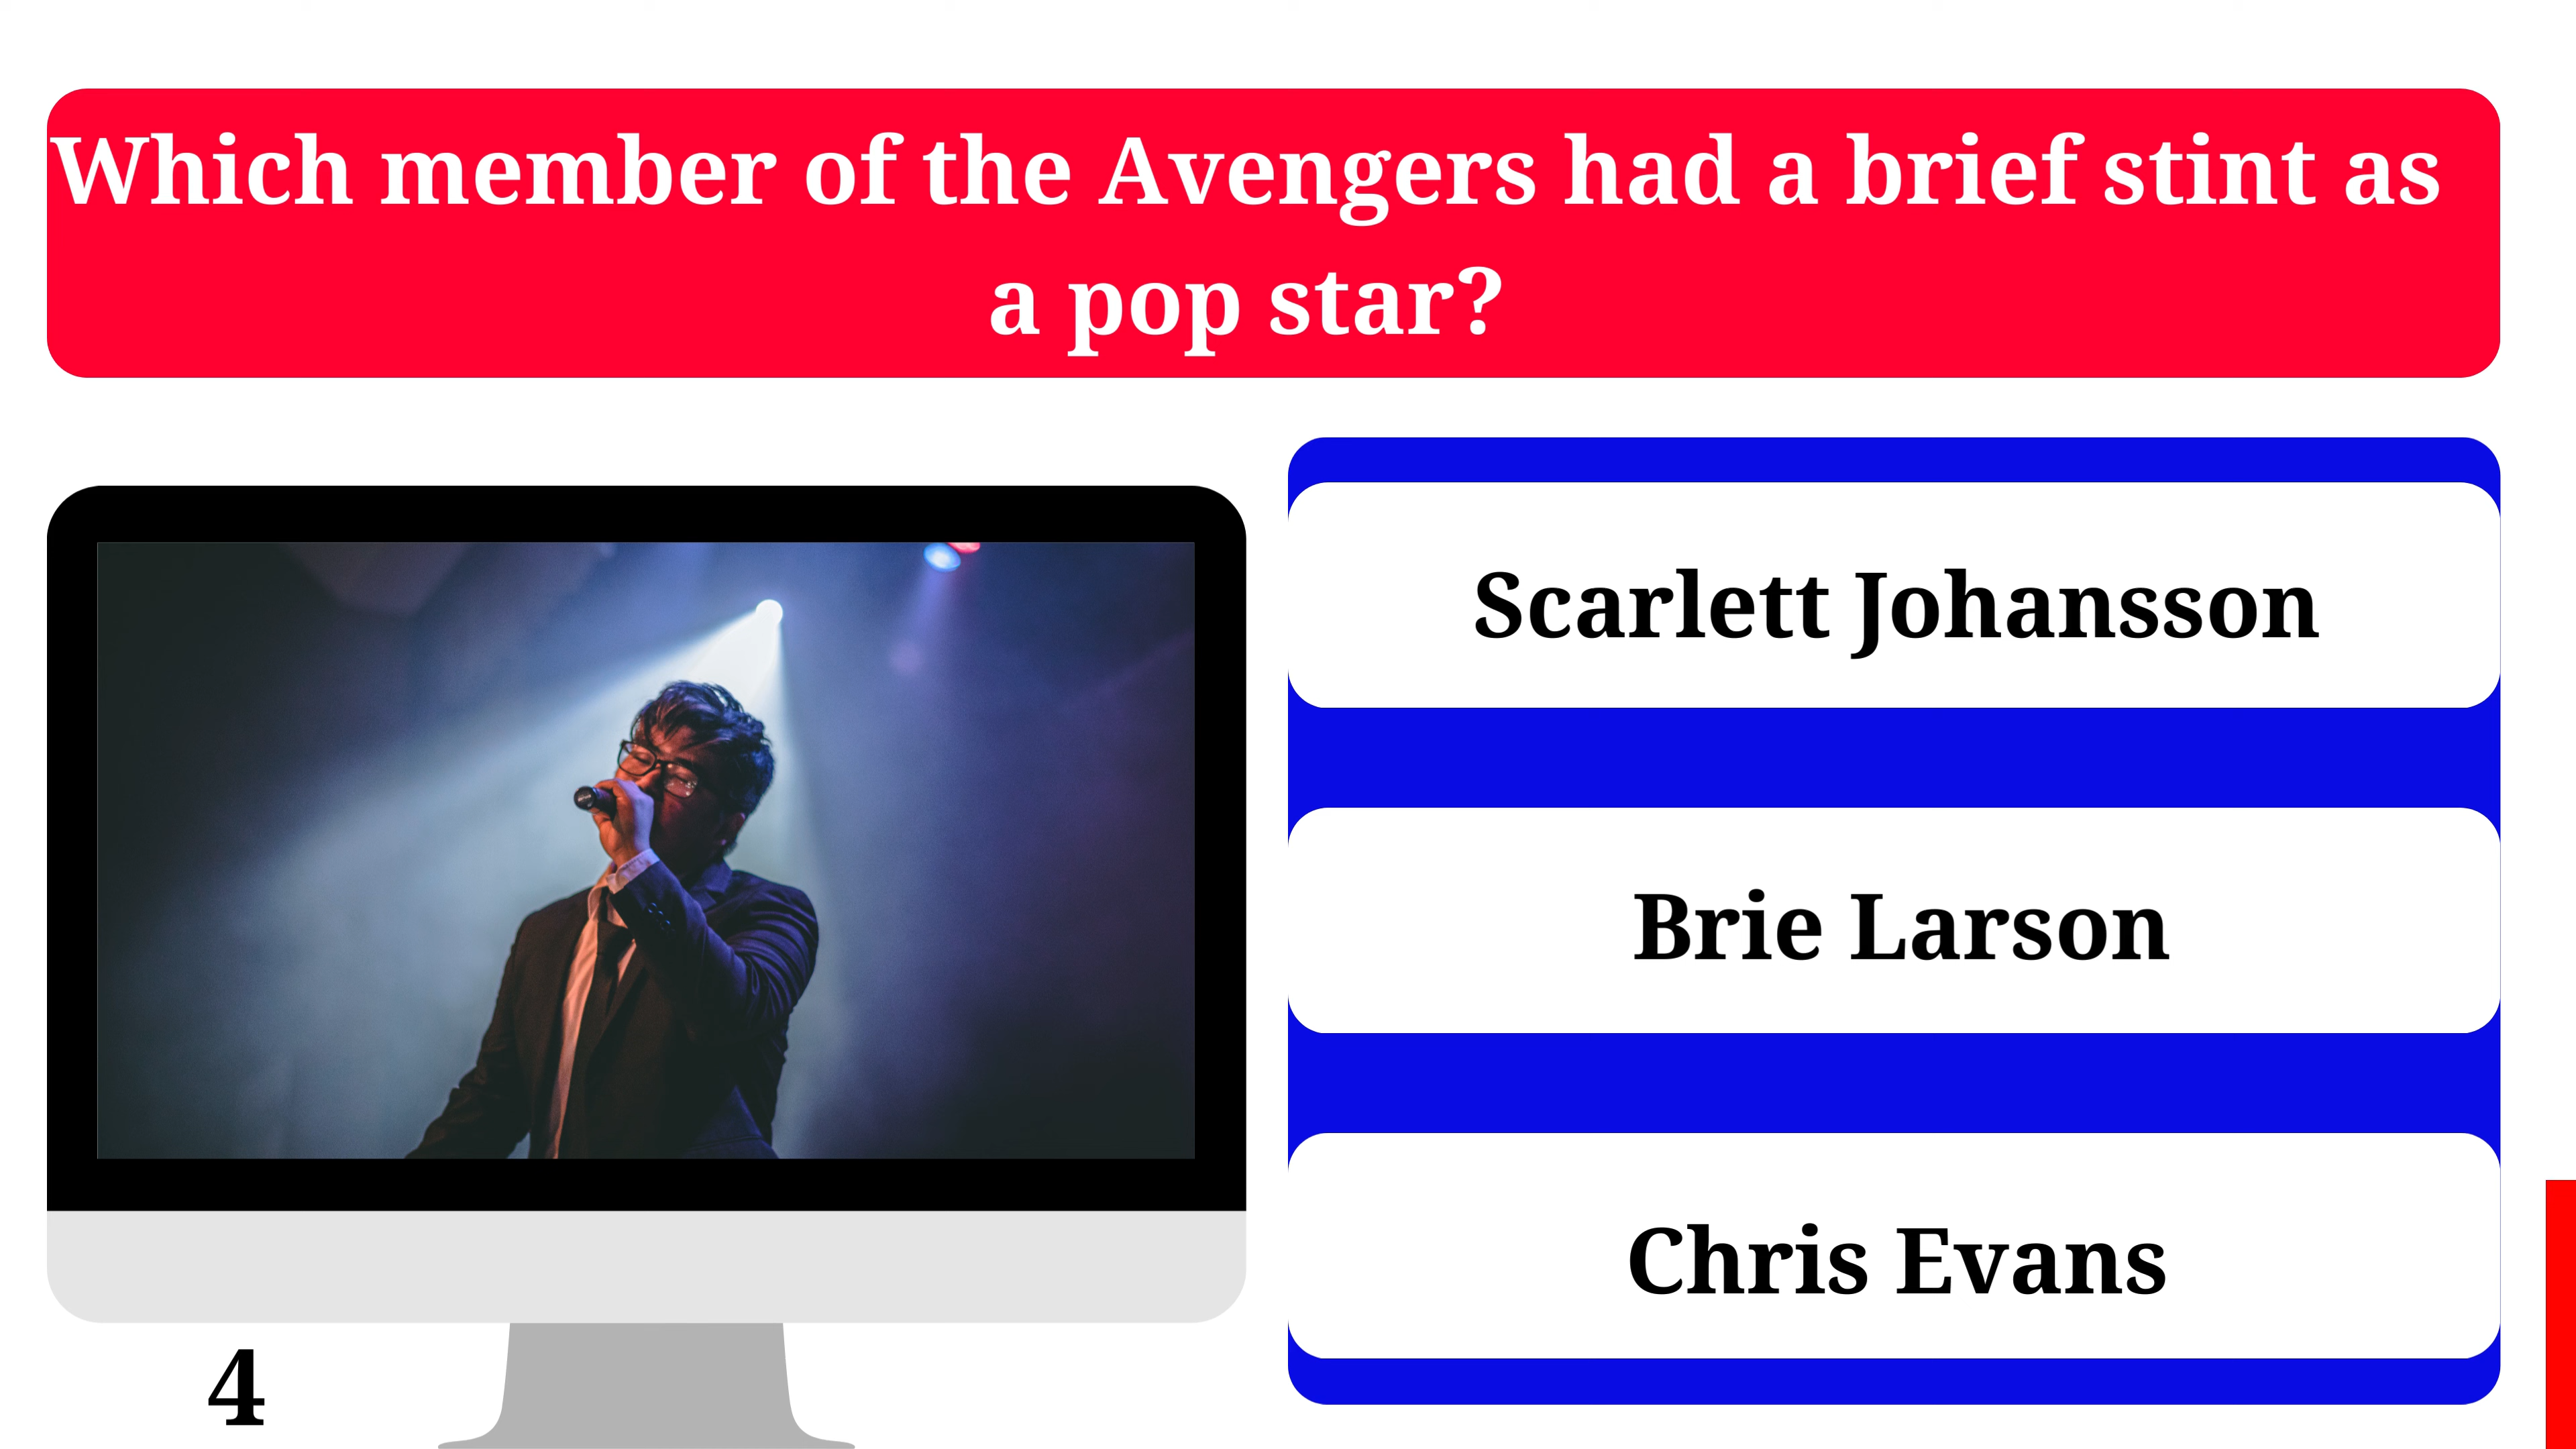 Which member of the Avengers had a brief stint as
a pop star?
Scarlett Johansson
Brie Larson
Chris Evans
4